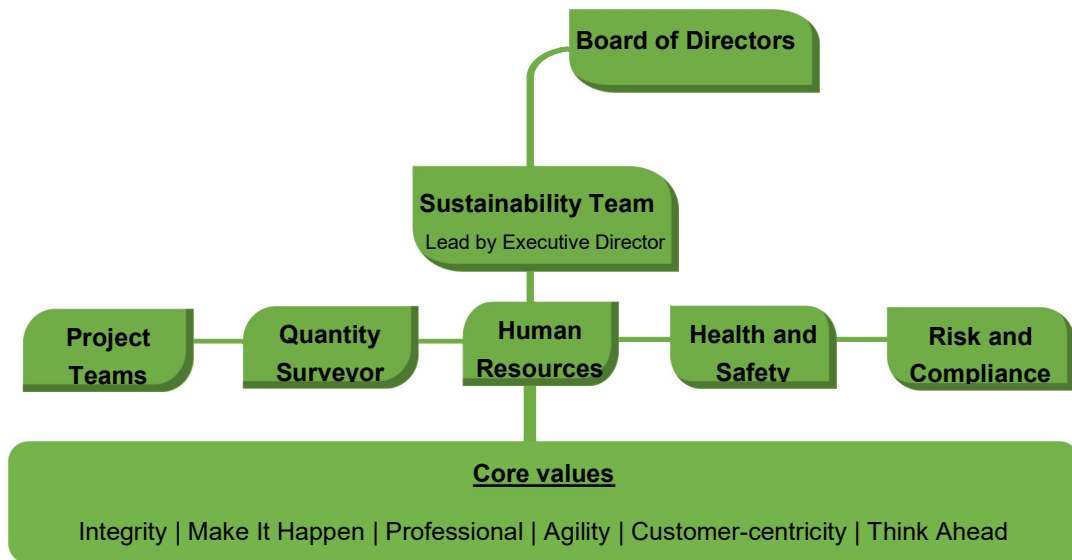 Board of Directors
Sustainability Team
Lead by Executive Director
Project
Teams
Quantity
Surveyor
Human
Resources
Health and
Safety
Risk and
Compliance
Core values
Integrity | Make It Happen | Professional | Agility | Customer-centricity | Think Ahead